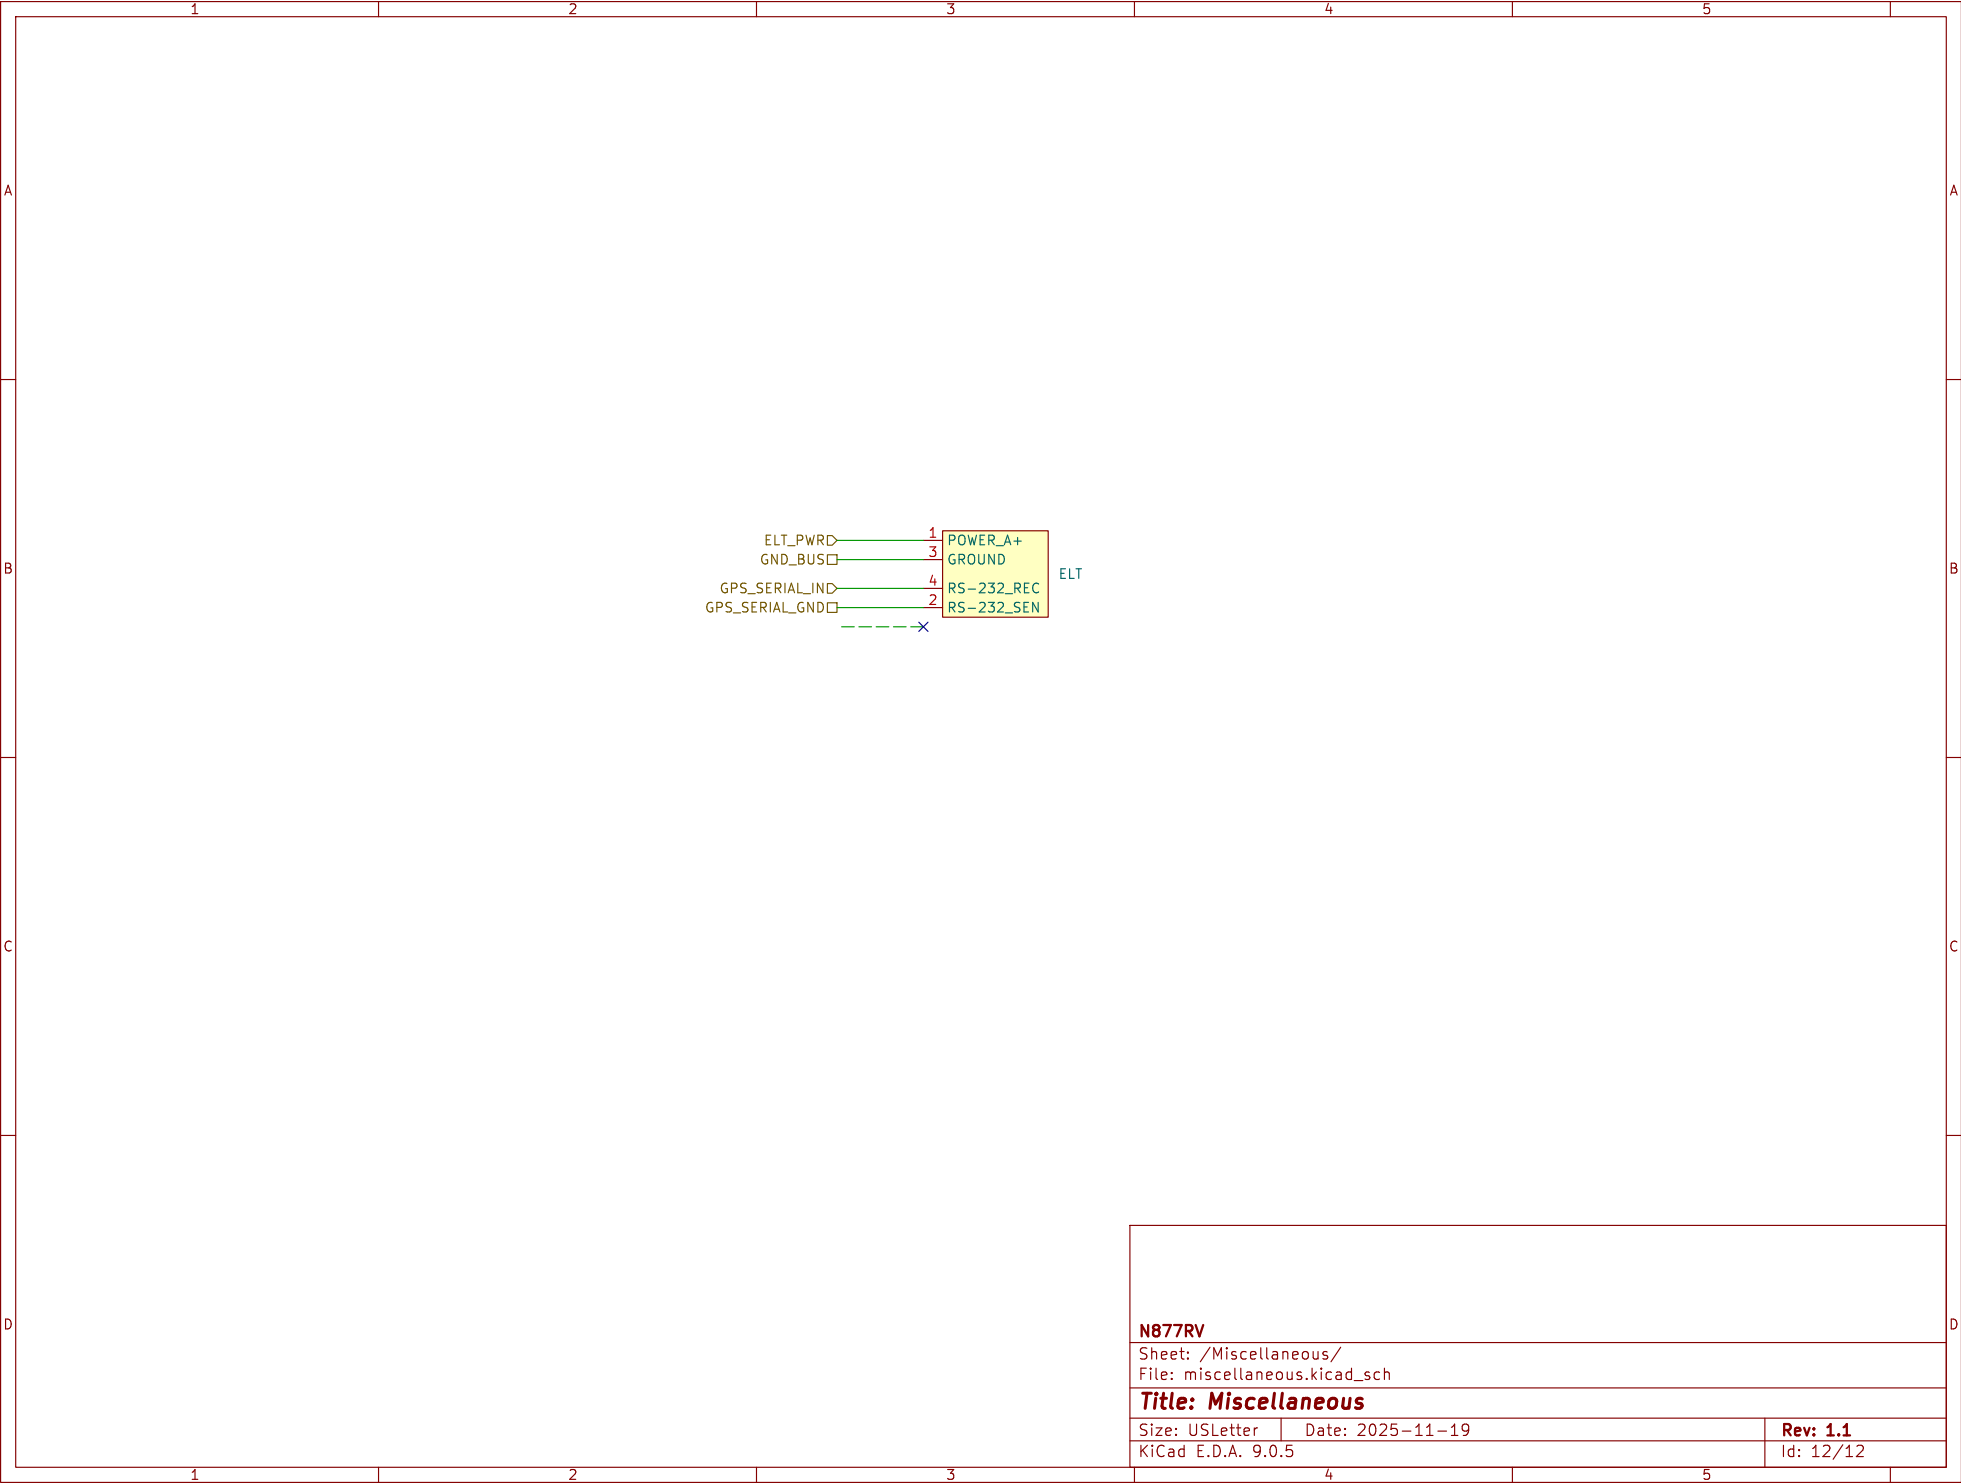 1 2 3 4 5
A A
ELT_PWR 1 POWER_A+
GND_BUS 3 GROUND
B ELT B
GPS_SERIAL_IN 4 RS-232_REC
GPS_SERIAL_GND 2 RS-232_SEN
C C
D D
N877RV
Sheet: /Miscellaneous/
File: miscellaneous.kicad_sch
Title: Miscellaneous
Size: USLetter Date: 2025-11-19 Rev: 1.1
KiCad E.D.A. 9.0.5 Id: 12/12
1 2 3 4 5